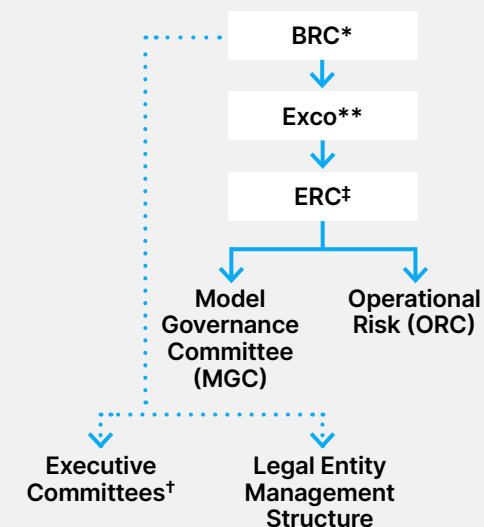 BRC*
Exco**
ERC‡
Model
Governance
Committee
(MGC)
Operational
Risk (ORC)
Executive
Committees†
Legal Entity
Management
Structure